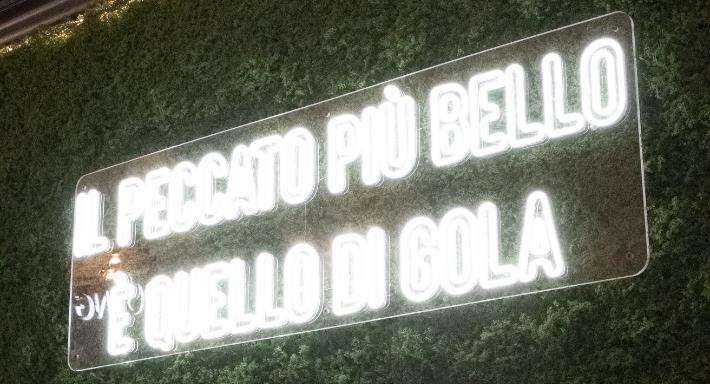 IL PECCATO PIÙ BELLO
È QUELLO DI GOLA